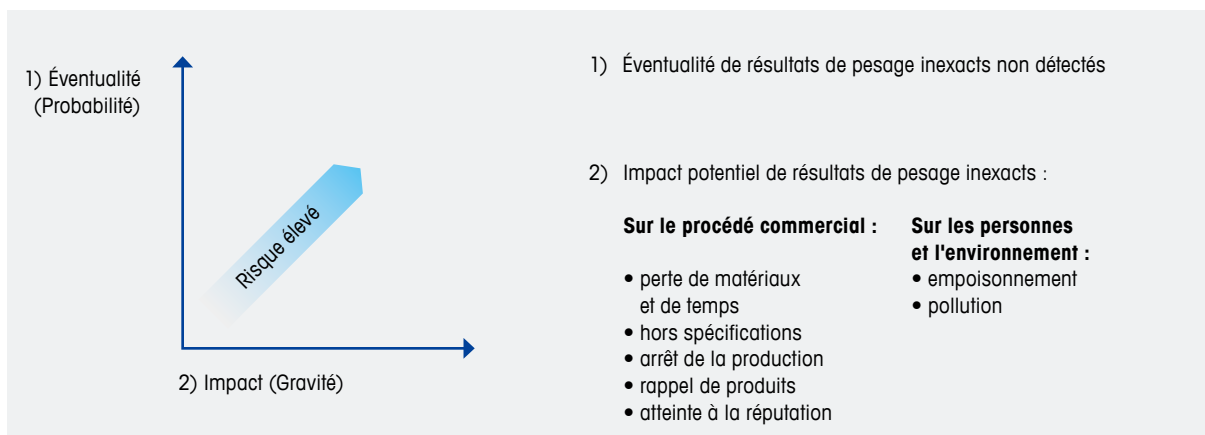 1) Éventualité
(Probabilité)
Risque élevé
2) Impact (Gravité)
1) Éventualité de résultats de pesage inexacts non détectés
2) Impact potentiel de résultats de pesage inexacts :
Sur le procédé commercial :
• perte de matériaux
et de temps
• hors spécifications
• arrêt de la production
• rappel de produits
• atteinte à la réputation
Sur les personnes
et l'environnement :
• empoisonnement
• pollution